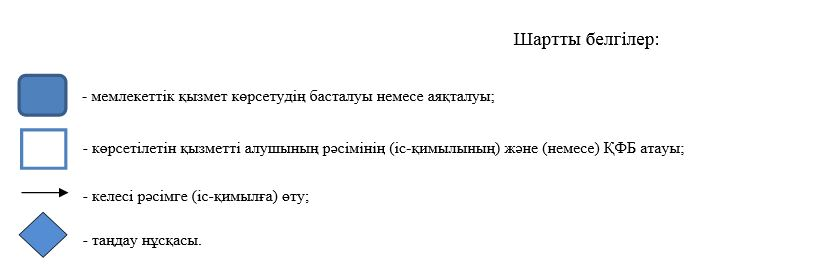 Шартты белгілер:
- мемлекеттік қызмет көрсетудің басталуы немесе аяқталуы;
- көрсетілетін қызметті алушының рәсімінің (іс-қимылының) және (немесе) ҚФБ атауы;
- келесі рәсімге (іс-қимылға) өту;
- таңдау нұсқасы.